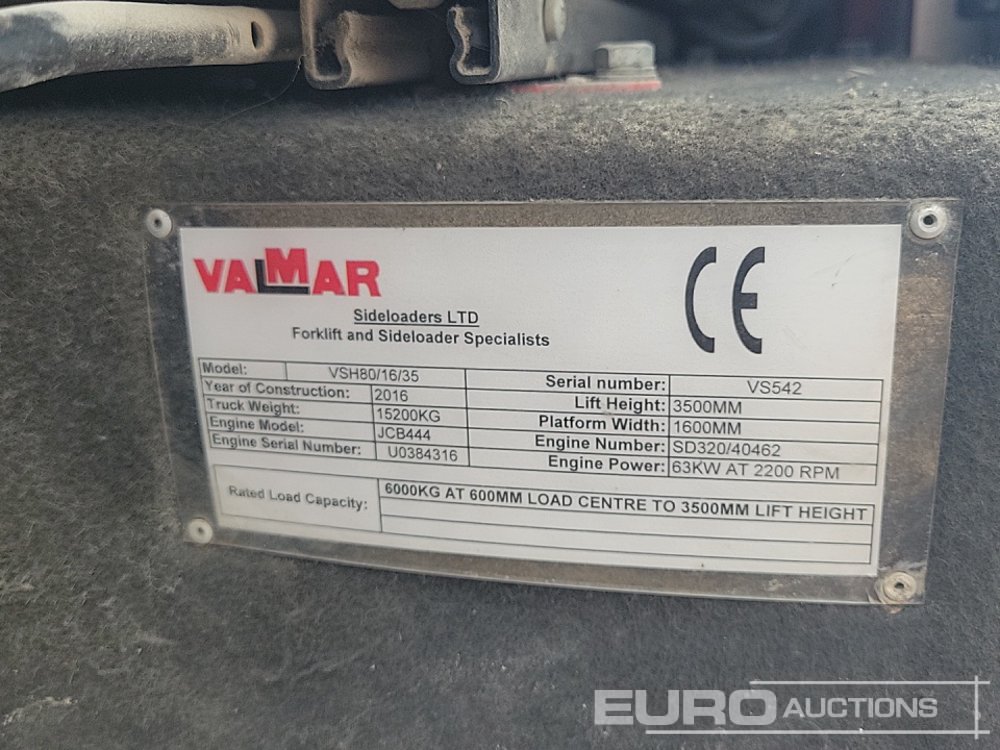 VALMAR
Sideloaders LTD
Forklift and Sideloader Specialists
CE
Model: VSH80/16/35 Serial number: VS542
Year of Construction: 2016 Lift Height: 3500MM
Truck Weight: 15200KG Platform Width: 1600MM
Engine Model: JCB444 Engine Number: SD320/40462
Engine Serial Number: U0384316 Engine Power: 63KW AT 2200 RPM
Rated Load Capacity: 6000KG AT 600MM LOAD CENTRE TO 3500MM LIFT HEIGHT
EURO AUCTIONS